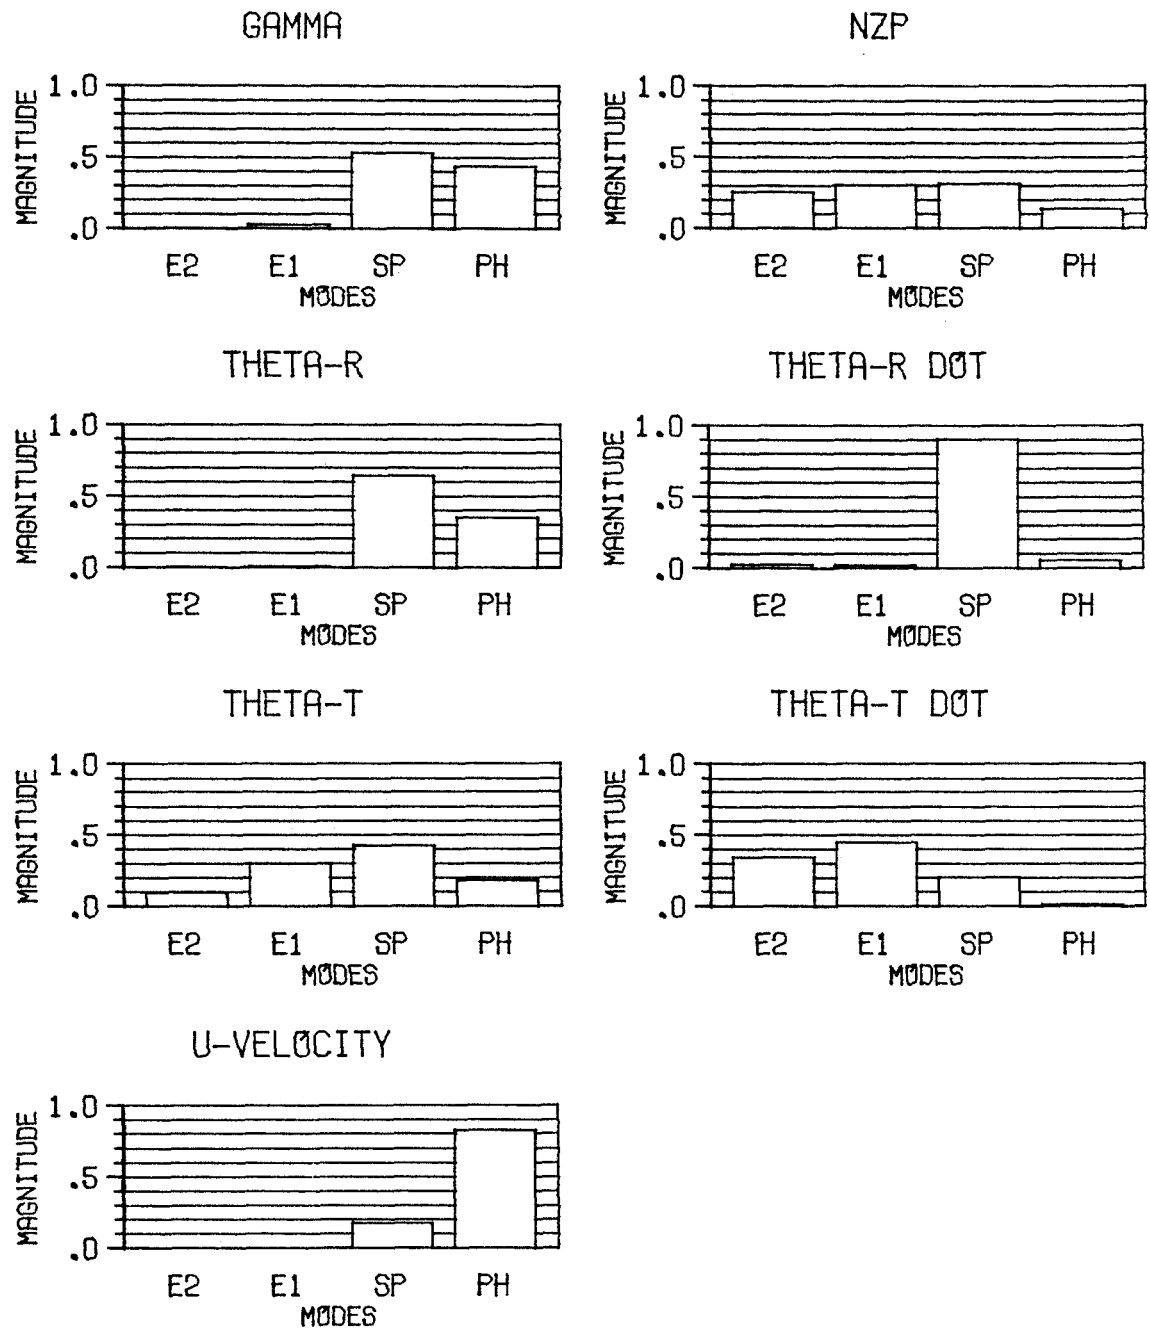 GAMMA
MAGNITUDE
1.0
.5
.0
E2 E1 SP PH
MØDES
NZP
MAGNITUDE
1.0
.5
.0
E2 E1 SP PH
MØDES
THETA-R
MAGNITUDE
1.0
.5
.0
E2 E1 SP PH
MØDES
THETA-R DØT
MAGNITUDE
1.0
.5
.0
E2 E1 SP PH
MØDES
THETA-T
MAGNITUDE
1.0
.5
.0
E2 E1 SP PH
MØDES
THETA-T DØT
MAGNITUDE
1.0
.5
.0
E2 E1 SP PH
MØDES
U-VELØCITY
MAGNITUDE
1.0
.5
.0
E2 E1 SP PH
MØDES